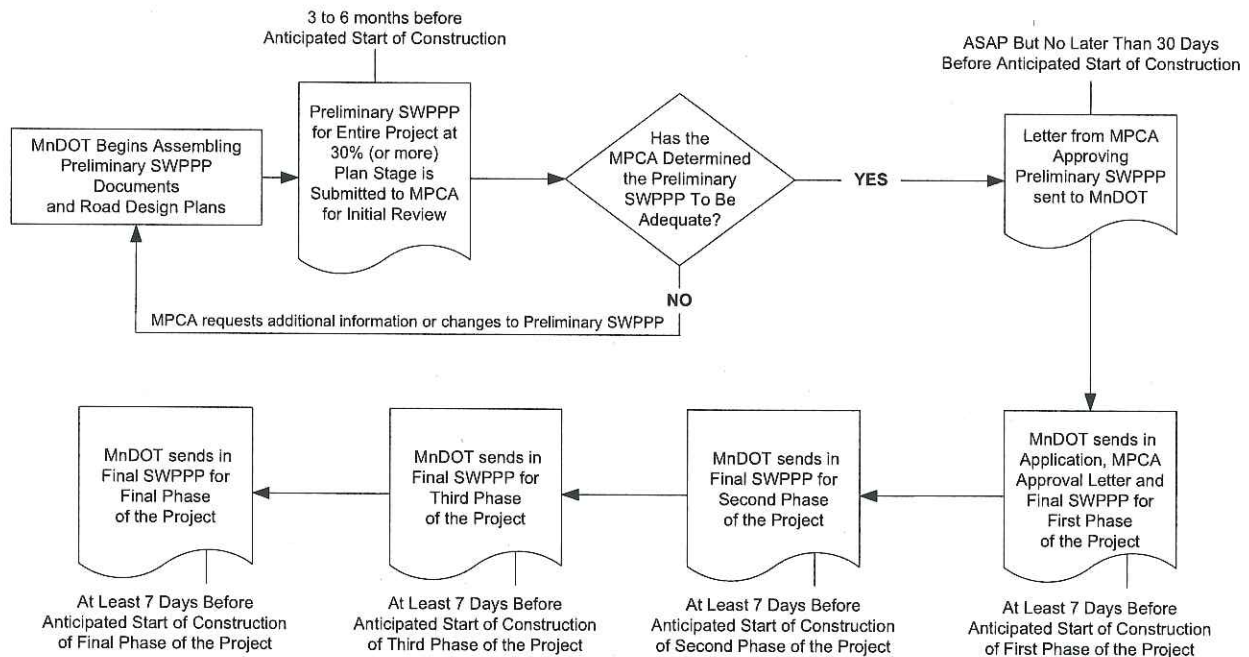 3 to 6 months before
Anticipated Start of Construction
ASAP But No Later Than 30 Days
Before Anticipated Start of Construction
MnDOT Begins Assembling
Preliminary SWPPP
Documents
and Road Design Plans
Preliminary SWPPP
for Entire Project at
30% (or more)
Plan Stage is
Submitted to MPCA
for Initial Review
Has the
MPCA Determined
the Preliminary
SWPPP To Be
Adequate?
YES
Letter from MPCA
Approving
Preliminary SWPPP
sent to MnDOT
NO
MPCA requests additional information or changes to Preliminary SWPPP
MnDOT sends in
Final SWPPP for
Final Phase
of the Project
MnDOT sends in
Final SWPPP for
Third Phase
of the Project
MnDOT sends in
Final SWPPP for
Second Phase
of the Project
MnDOT sends in
Application, MPCA
Approval Letter and
Final SWPPP for
First Phase
of the Project
At Least 7 Days Before
Anticipated Start of Construction
of Final Phase of the Project
At Least 7 Days Before
Anticipated Start of Construction
of Third Phase of the Project
At Least 7 Days Before
Anticipated Start of Construction
of Second Phase of the Project
At Least 7 Days Before
Anticipated Start of Construction
of First Phase of the Project